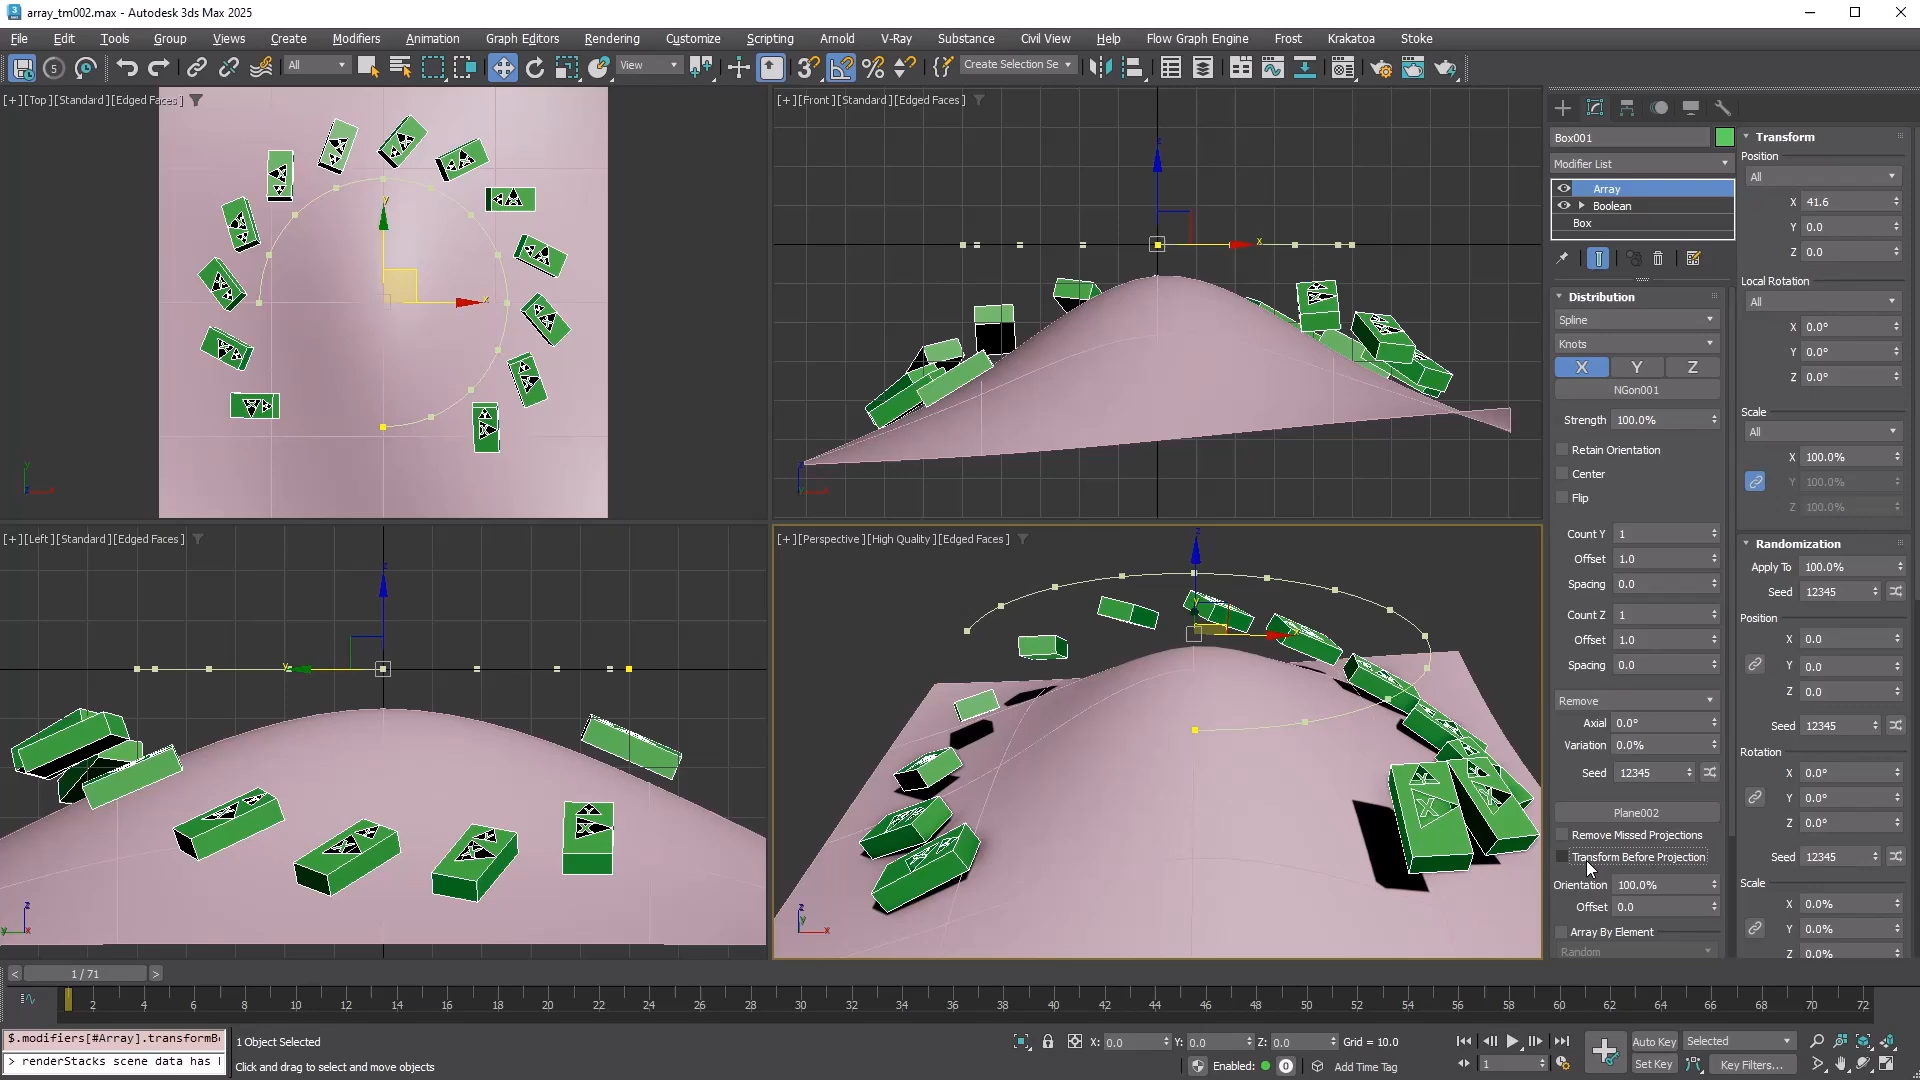 array_tm002.max - Autodesk 3ds Max 2025
File Edit Tools Group Views Create Modifiers Animation Graph Editors Rendering Customize Scripting Arnold V-Ray Substance Civil View Help Flow Graph Engine Frost Krakatoa Stoke
5 All View 3 % Create Selection Se
[+][Top][Standard][Edged Faces]
[+][Front][Standard][Edged Faces]
[+][Left][Standard][Edged Faces]
[+][Perspective][High Quality][Edged Faces]
Box001
Modifier List
Array
Boolean
Box
Distribution
Spline
Knots
X Y Z
NGon001
Strength 100.0%
Retain Orientation
Center
Flip
Count Y 1
Offset 1.0
Spacing 0.0
Count Z 1
Offset 1.0
Spacing 0.0
Remove
Axial 0.0°
Variation 0.0%
Seed 12345
Plane002
Remove Missed Projections
Transform Before Projection
Orientation 100.0%
Offset 0.0
Array By Element
Random
Transform
Position
All
X 41.6
Y 0.0
Z 0.0
Local Rotation
All
X 0.0°
Y 0.0°
Z 0.0°
Scale
All
X 100.0%
Y 100.0%
Z 100.0%
Randomization
Apply To 100.0%
Seed 12345
Position
X 0.0
Y 0.0
Z 0.0
Seed 12345
Rotation
X 0.0°
Y 0.0°
Z 0.0°
Seed 12345
Scale
X 0.0%
Y 0.0%
Z 0.0%
< 1 / 71 >
2 4 6 8 10 12 14 16 18 20 22 24 26 28 30 32 34 36 38 40 42 44 46 48 50 52 54 56 58 60 62 64 66 68 70 72
$.modifiers[#Array].transformB
> renderStacks scene data has
1 Object Selected
Click and drag to select and move objects
X: 0.0 Y: 0.0 Z: 0.0 Grid = 10.0
Enabled: 0 Add Time Tag
1
Auto Key Selected
Set Key Key Filters...